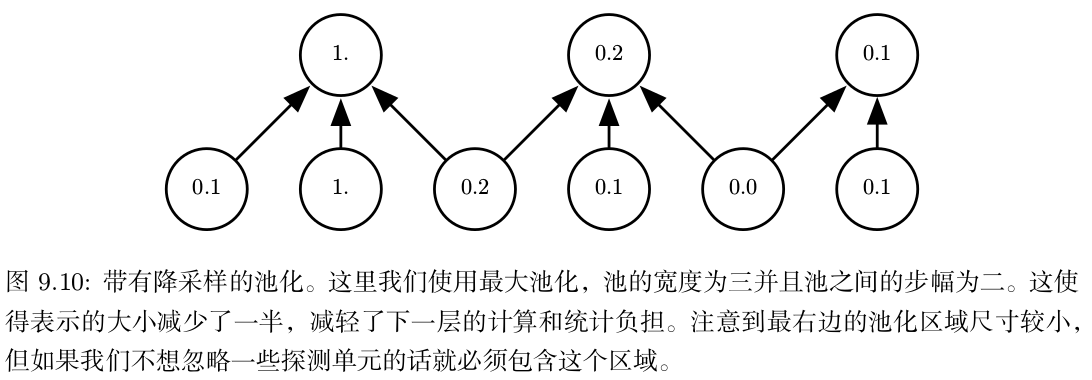 1. 0.2 0.1
0.1 1. 0.2 0.1 0.0 0.1
图 9.10: 带有降采样的池化。这里我们使用最大池化，池的宽度为三并且池之间的步幅为二。这使
得表示的大小减少了一半，减轻了下一层的计算和统计负担。注意到最右边的池化区域尺寸较小，
但如果我们不想忽略一些探测单元的话就必须包含这个区域。